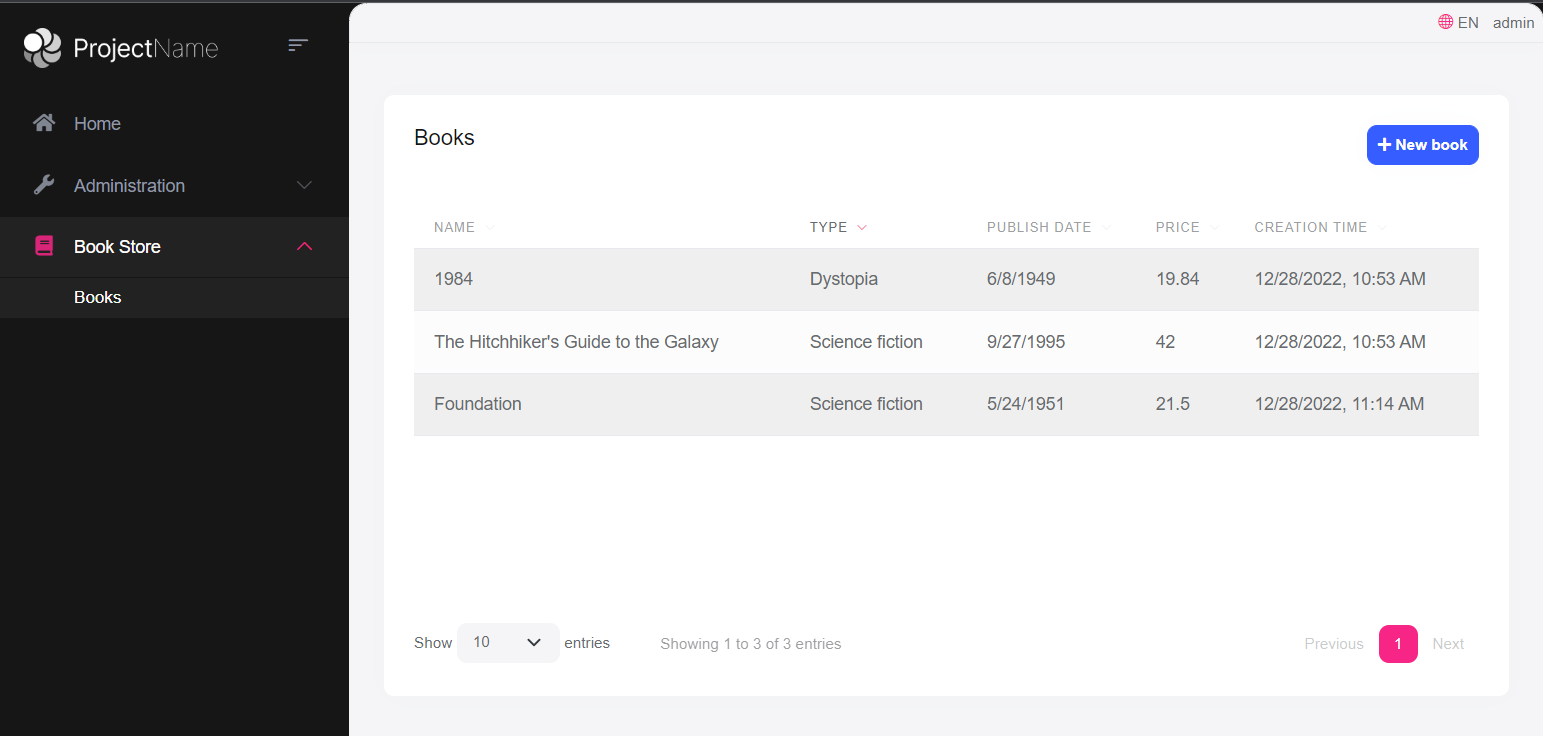 ProjectName
EN admin
Home
Administration
Book Store
Books
Books
+ New book
NAME TYPE PUBLISH DATE PRICE CREATION TIME
1984 Dystopia 6/8/1949 19.84 12/28/2022, 10:53 AM
The Hitchhiker's Guide to the Galaxy Science fiction 9/27/1995 42 12/28/2022, 10:53 AM
Foundation Science fiction 5/24/1951 21.5 12/28/2022, 11:14 AM
Show 10 entries Showing 1 to 3 of 3 entries Previous 1 Next